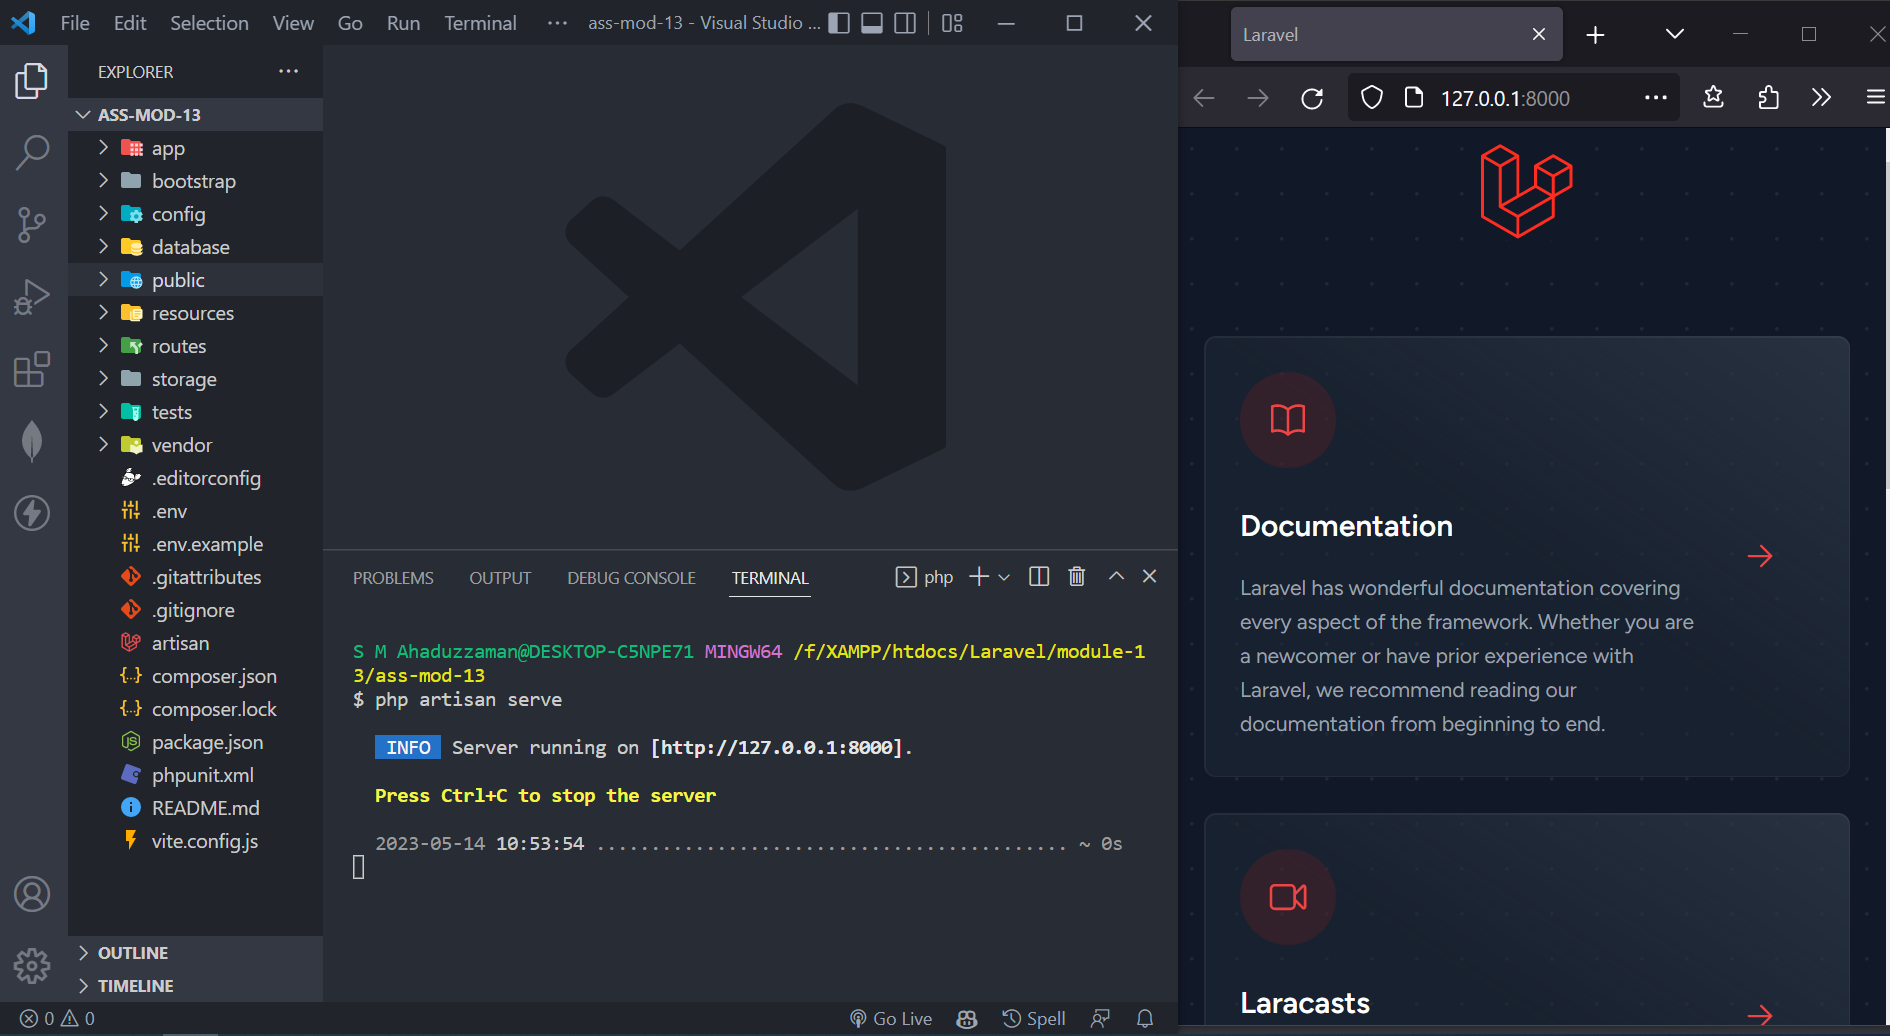 File Edit Selection View Go Run Terminal ··· ass-mod-13 - Visual Studio ...
EXPLORER ···
ASS-MOD-13
app
bootstrap
config
database
public
resources
routes
storage
tests
vendor
.editorconfig
.env
.env.example
.gitattributes
.gitignore
artisan
composer.json
composer.lock
package.json
phpunit.xml
README.md
vite.config.js
OUTLINE
TIMELINE
PROBLEMS OUTPUT DEBUG CONSOLE TERMINAL php
S M Ahaduzzaman@DESKTOP-C5NPE71 MINGW64 /f/XAMPP/htdocs/Laravel/module-1
3/ass-mod-13
$ php artisan serve
INFO Server running on [http://127.0.0.1:8000].
Press Ctrl+C to stop the server
2023-05-14 10:53:54 ........................................... ~ 0s
0 0 Go Live Spell
Laravel
127.0.0.1:8000
Documentation
Laravel has wonderful documentation covering
every aspect of the framework. Whether you are
a newcomer or have prior experience with
Laravel, we recommend reading our
documentation from beginning to end.
Laracasts